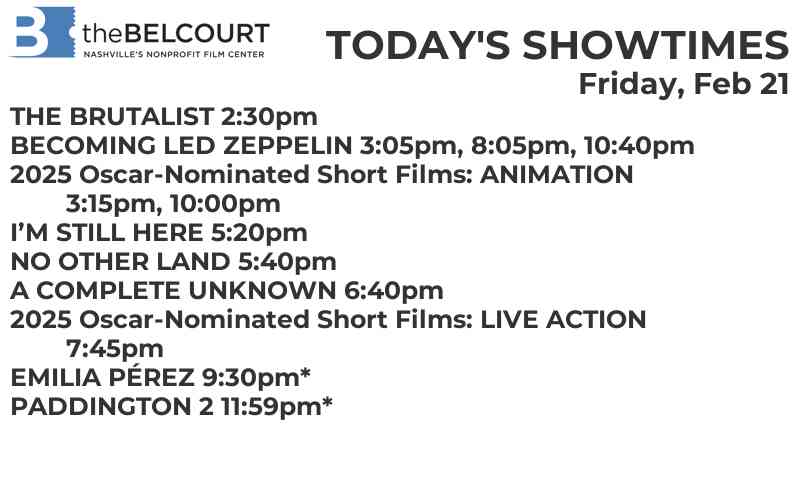 B theBELCOURT
NASHVILLE'S NONPROFIT FILM CENTER
TODAY'S SHOWTIMES
Friday, Feb 21
THE BRUTALIST 2:30pm
BECOMING LED ZEPPELIN 3:05pm, 8:05pm, 10:40pm
2025 Oscar-Nominated Short Films: ANIMATION
3:15pm, 10:00pm
I’M STILL HERE 5:20pm
NO OTHER LAND 5:40pm
A COMPLETE UNKNOWN 6:40pm
2025 Oscar-Nominated Short Films: LIVE ACTION
7:45pm
EMILIA PÉREZ 9:30pm*
PADDINGTON 2 11:59pm*